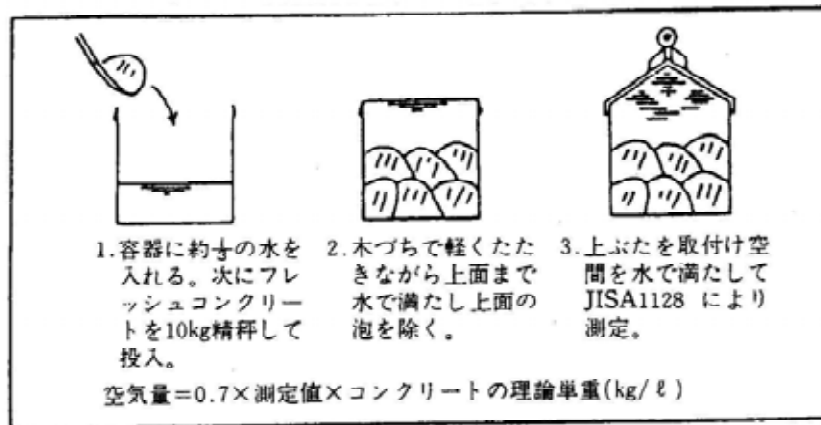 1.容器に約⅓の水を
入れる。次にフレ
ッシュコンクリー
トを10kg精秤して
投入。
2.木づちで軽くたた
きながら上面まで
水で満たし上面の
泡を除く。
3.上ぶたを取付け空
間を水で満たして
JISA1128 により
測定。
空気量=0.7×測定値×コンクリートの理論単重(kg/ℓ)